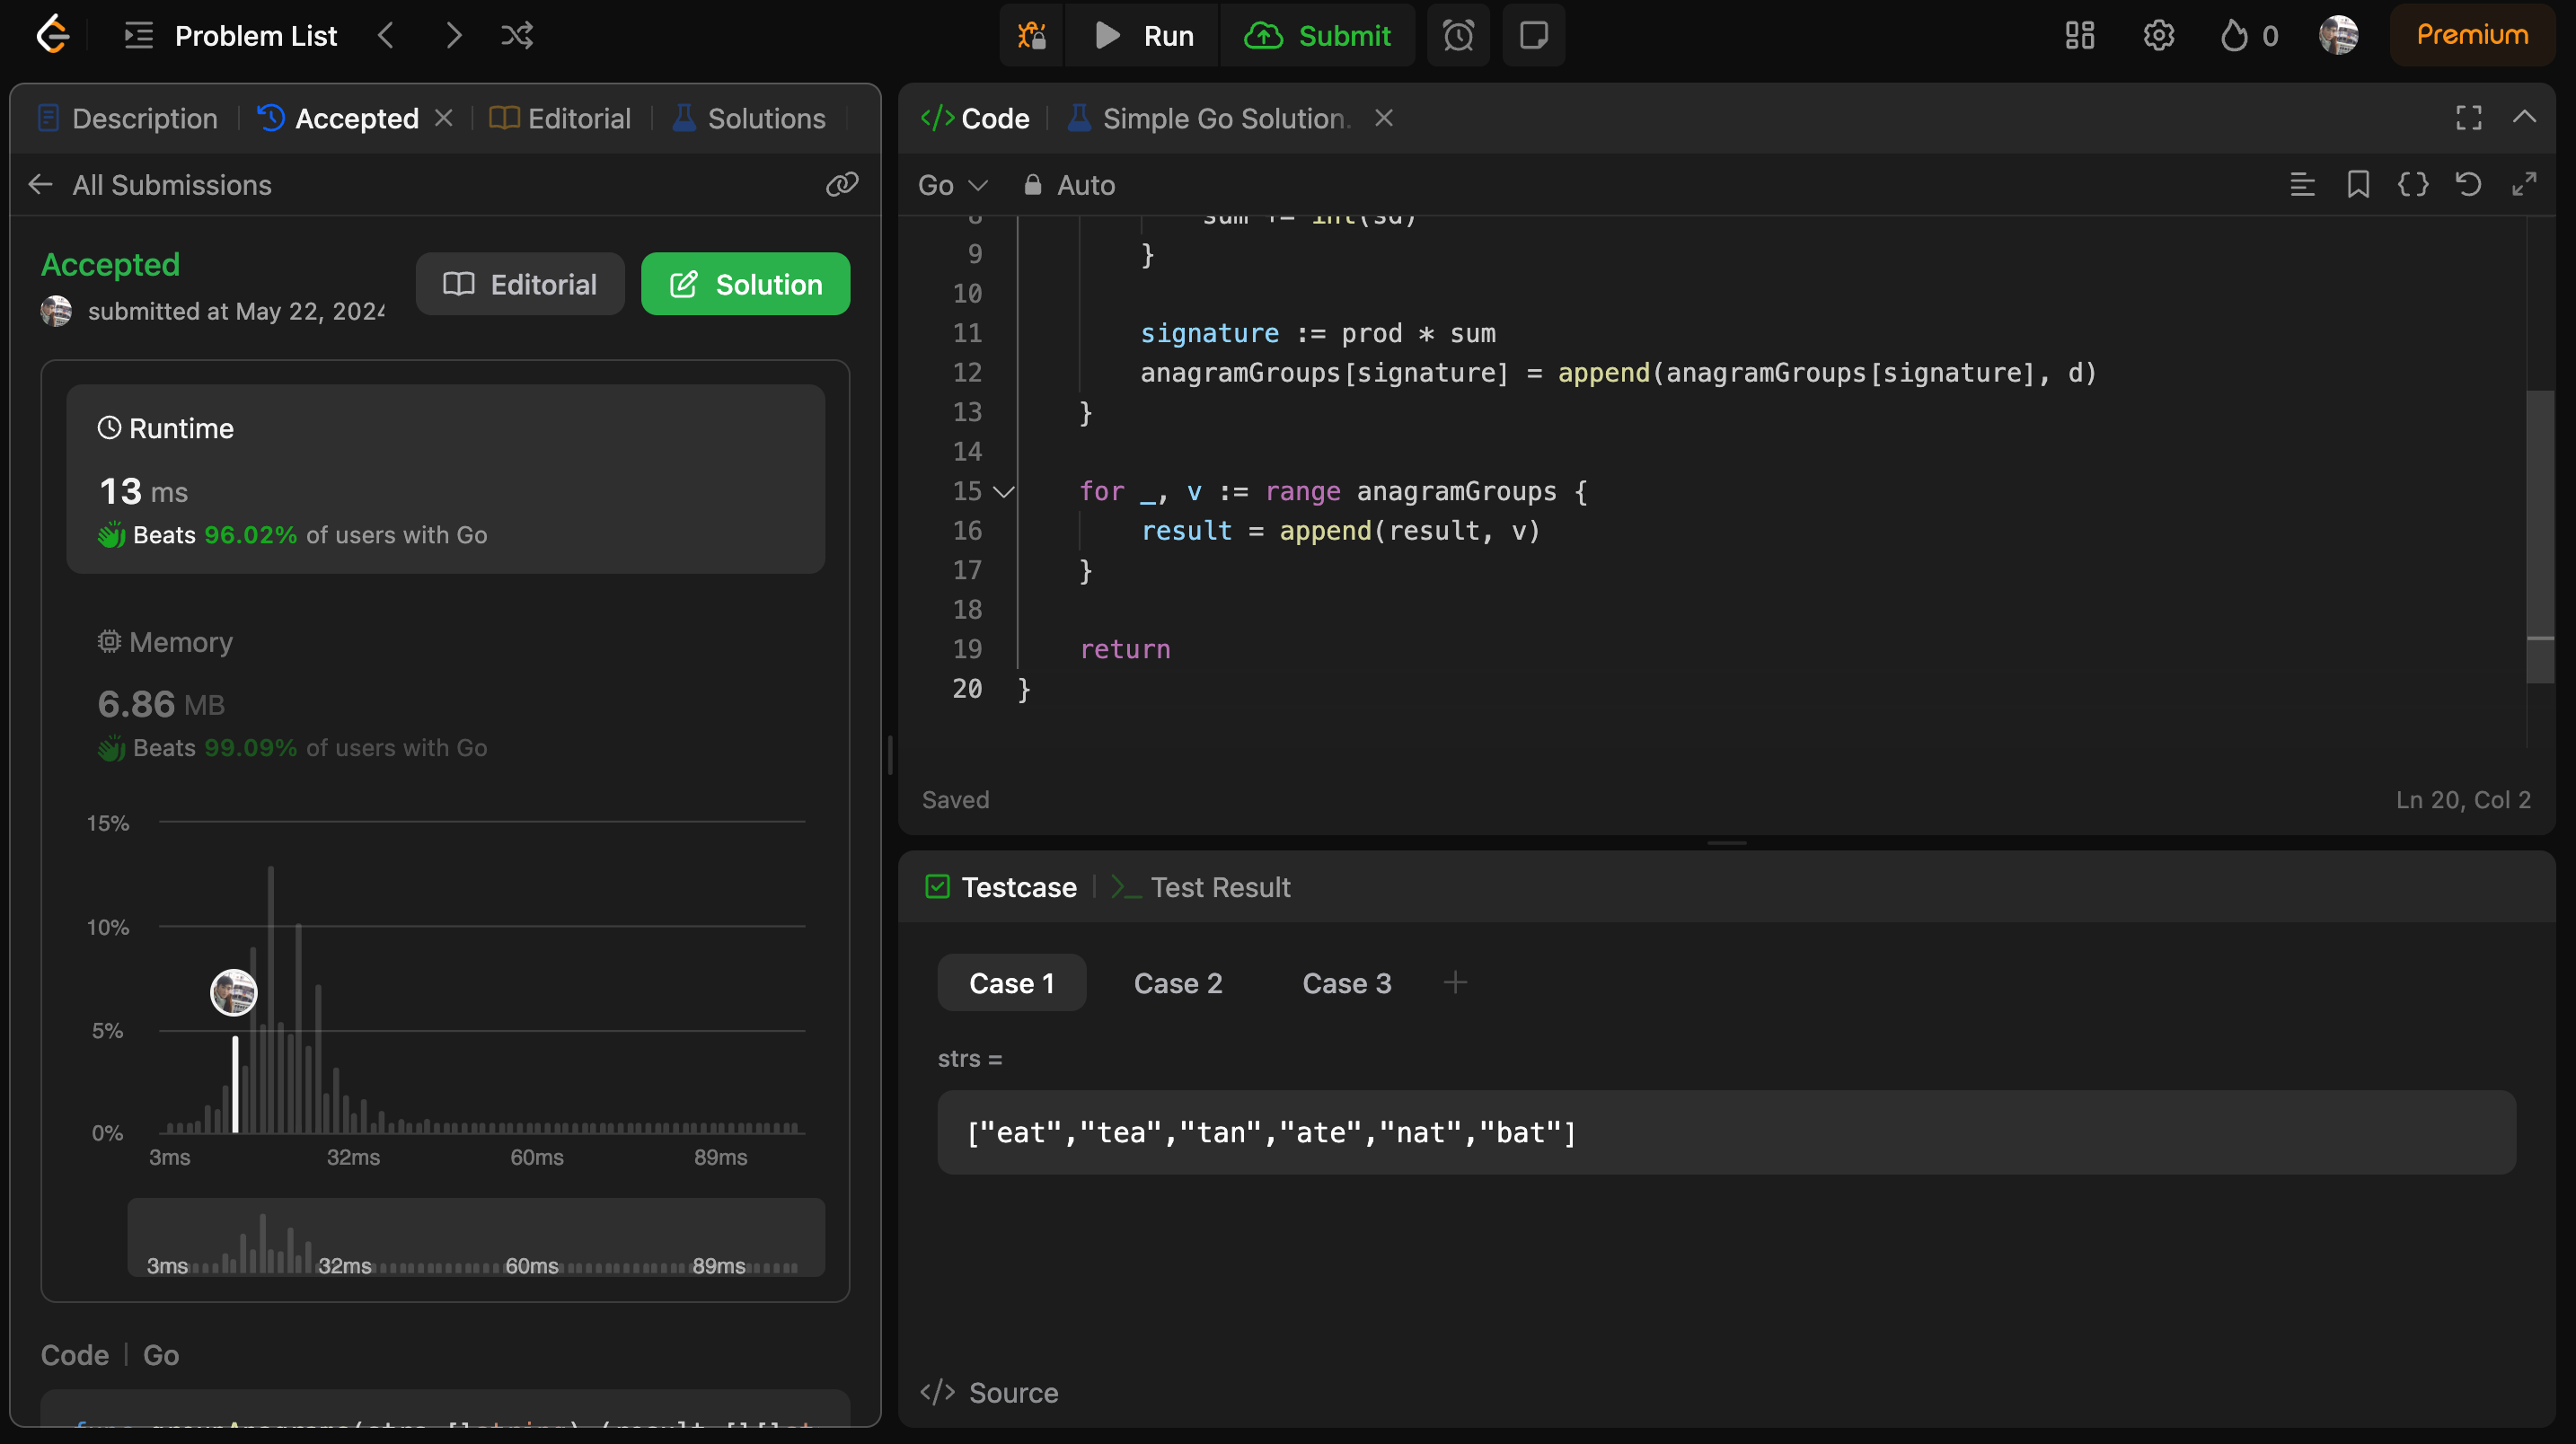 Problem List
Run
Submit
0
Premium
Description
Accepted
Editorial
Solutions
All Submissions
Accepted
submitted at May 22, 2024
Editorial
Solution
Runtime
13 ms
Beats 96.02% of users with Go
Memory
6.86 MB
Beats 99.09% of users with Go
15%
10%
5%
0%
3ms 32ms 60ms 89ms
3ms 32ms 60ms 89ms
Code | Go
Code
Simple Go Solution.
Go
Auto
8 sum += int(sd)
9 }
10
11 signature := prod * sum
12 anagramGroups[signature] = append(anagramGroups[signature], d)
13 }
14
15 for _, v := range anagramGroups {
16 result = append(result, v)
17 }
18
19 return
20 }
Saved
Ln 20, Col 2
Testcase
>_ Test Result
Case 1
Case 2
Case 3
strs =
["eat","tea","tan","ate","nat","bat"]
</> Source